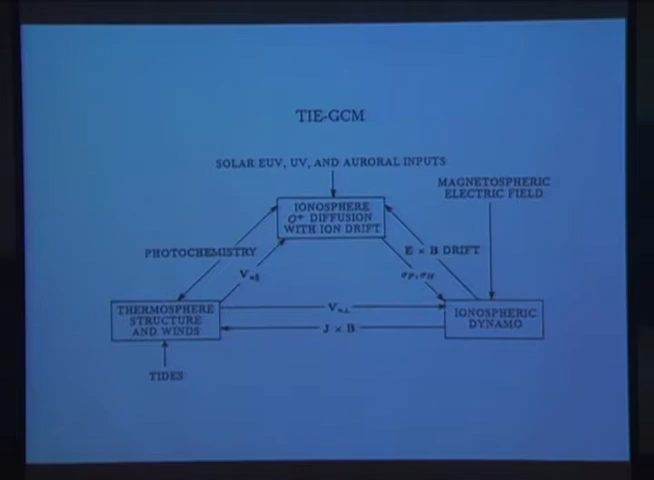 TIE-GCM
SOLAR EUV, UV, AND AURORAL INPUTS
MAGNETOSPHERIC
ELECTRIC FIELD
IONOSPHERE
O⁺ DIFFUSION
WITH ION DRIFT
PHOTOCHEMISTRY
E × B DRIFT
σP, σH
THERMOSPHERE
STRUCTURE
AND WINDS
IONOSPHERIC
DYNAMO
J × B
TIDES